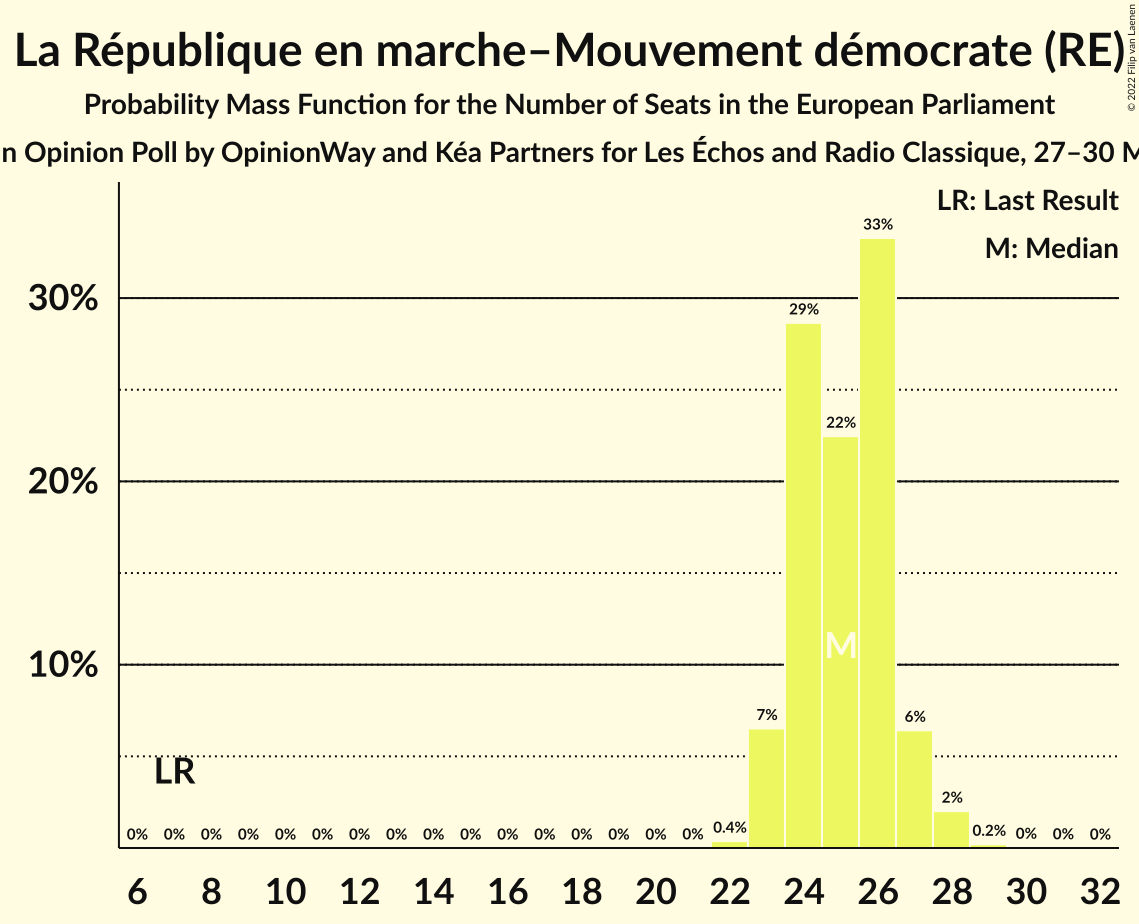 La République en marche–Mouvement démocrate (RE)
© 2022 Filip van Laenen
Probability Mass Function for the Number of Seats in the European Parliament
n Opinion Poll by OpinionWay and Kéa Partners for Les Échos and Radio Classique, 27–30 M
LR: Last Result
M: Median
33%
30%
29%
22%
20%
M
10%
7%
6%
LR
2%
0% 0% 0% 0% 0% 0% 0% 0% 0% 0% 0% 0% 0% 0% 0% 0% 0.4% 0.2% 0% 0% 0%
6 8 10 12 14 16 18 20 22 24 26 28 30 32